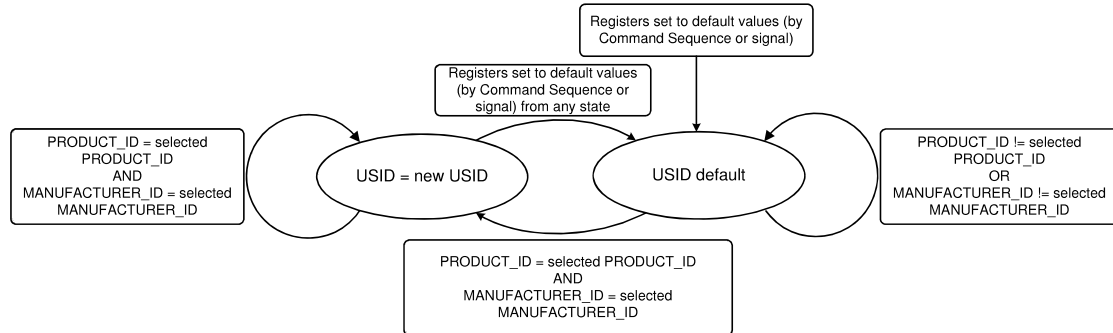 Registers set to default values (by
Command Sequence or signal)
Registers set to default values
(by Command Sequence or
signal) from any state
PRODUCT_ID = selected
PRODUCT_ID
AND
MANUFACTURER_ID = selected
MANUFACTURER_ID
USID = new USID
USID default
PRODUCT_ID != selected
PRODUCT_ID
OR
MANUFACTURER_ID != selected
MANUFACTURER_ID
PRODUCT_ID = selected PRODUCT_ID
AND
MANUFACTURER_ID = selected
MANUFACTURER_ID